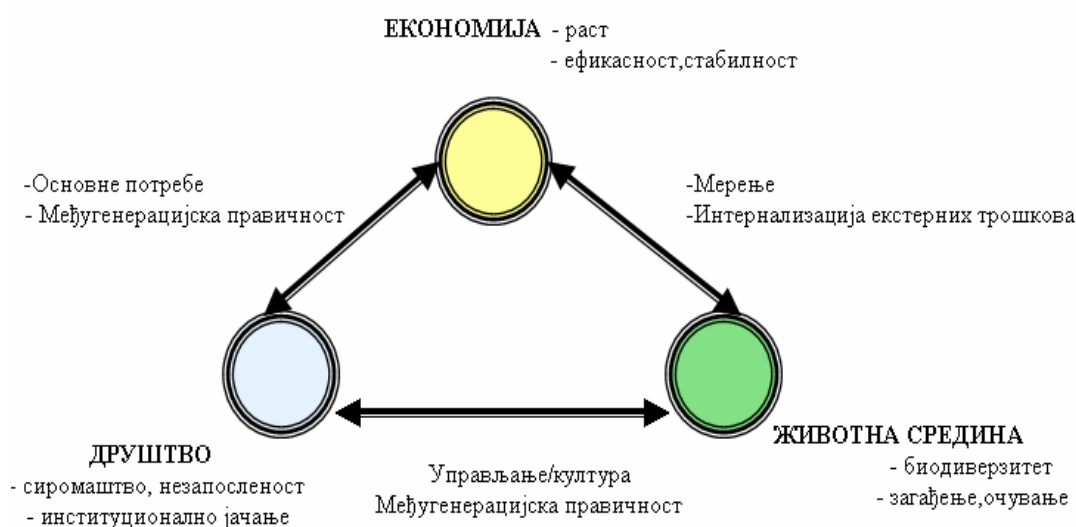 ЕКОНОМИЈА - раст
- ефикасност,стабилност
-Основне потребе
- Међугенерацијска правичност
-Мерење
-Интернализација екстерних трошкова
ДРУШТВО
- сиромаштво, незапосленост
- институционално јачање
Управљање/култура
Међугенерацијска правичност
ЖИВОТНА СРЕДИНА
- биодиверзитет
- загађење,очување